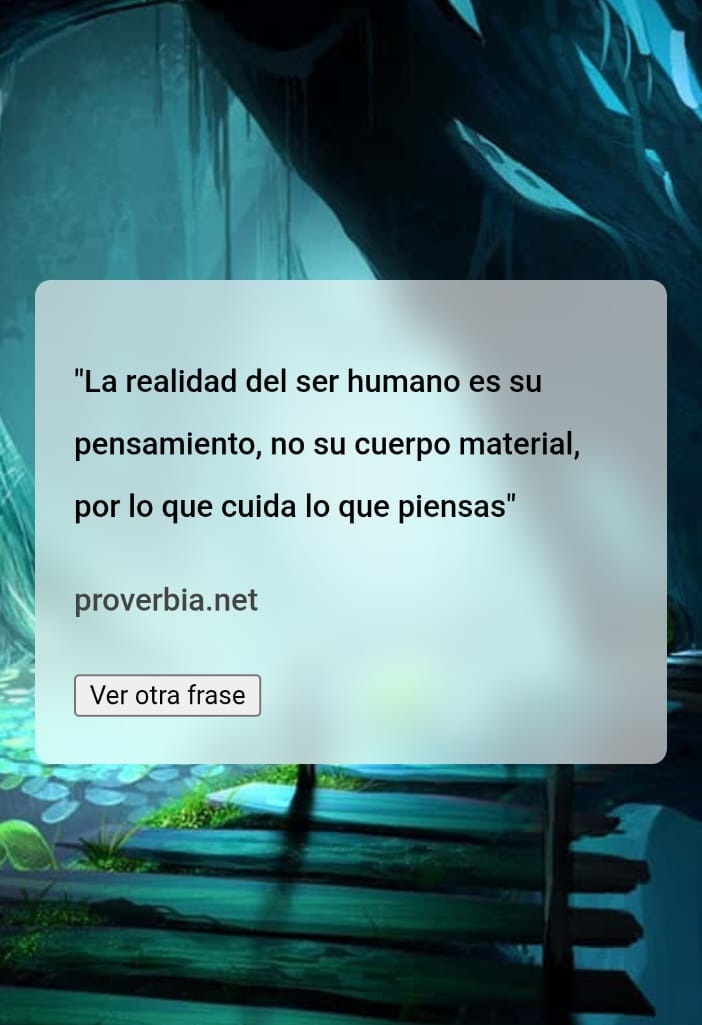 "La realidad del ser humano es su
pensamiento, no su cuerpo material,
por lo que cuida lo que piensas"
proverbia.net
Ver otra frase